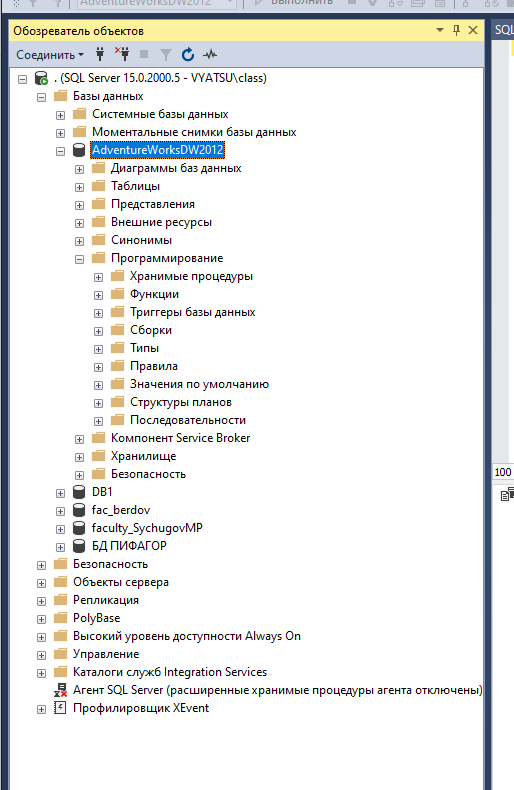 AdventureWorksDW2012
Выполнить
Обозреватель объектов
SQL
Соединить
. (SQL Server 15.0.2000.5 - VYATSU\class)
Базы данных
Системные базы данных
Моментальные снимки базы данных
AdventureWorksDW2012
Диаграммы баз данных
Таблицы
Представления
Внешние ресурсы
Синонимы
Программирование
Хранимые процедуры
Функции
Триггеры базы данных
Сборки
Типы
Правила
Значения по умолчанию
Структуры планов
Последовательности
Компонент Service Broker
Хранилище
100
Безопасность
DB1
fac_berdov
faculty_SychugovMP
БД ПИФАГОР
Безопасность
Объекты сервера
Репликация
PolyBase
Высокий уровень доступности Always On
Управление
Каталоги служб Integration Services
Агент SQL Server (расширенные хранимые процедуры агента отключены)
Профилировщик XEvent